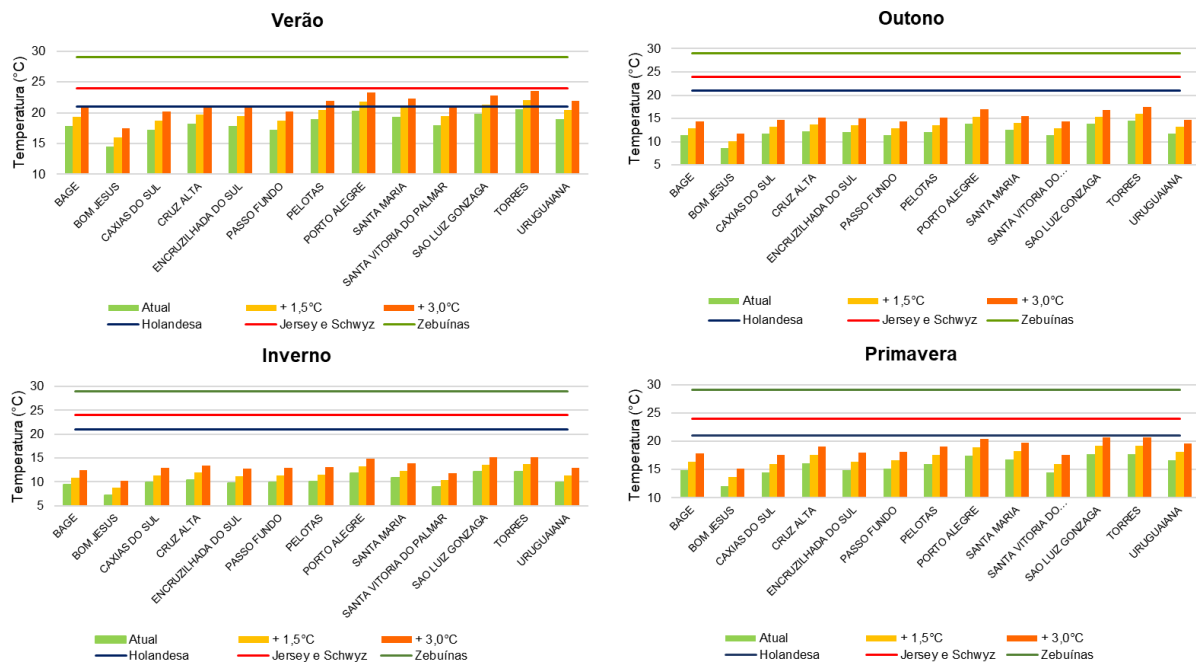 Verão
Temperatura (°C)
30
25
20
15
10
BAGE
BOM JESUS
CAXIAS DO SUL
CRUZ ALTA
ENCRUZILHADA DO SUL
PASSO FUNDO
PELOTAS
PORTO ALEGRE
SANTA MARIA
SANTA VITORIA DO PALMAR
SAO LUIZ GONZAGA
TORRES
URUGUAIANA
Atual + 1,5°C + 3,0°C
Holandesa Jersey e Schwyz Zebuínas
Outono
Temperatura (°C)
30
25
20
15
10
5
BAGE
BOM JESUS
CAXIAS DO SUL
CRUZ ALTA
ENCRUZILHADA DO SUL
PASSO FUNDO
PELOTAS
PORTO ALEGRE
SANTA MARIA
SANTA VITORIA DO...
SAO LUIZ GONZAGA
TORRES
URUGUAIANA
Atual + 1,5°C + 3,0°C
Holandesa Jersey e Schwyz Zebuínas
Inverno
Temperatura (°C)
30
25
20
15
10
5
BAGE
BOM JESUS
CAXIAS DO SUL
CRUZ ALTA
ENCRUZILHADA DO SUL
PASSO FUNDO
PELOTAS
PORTO ALEGRE
SANTA MARIA
SANTA VITORIA DO PALMAR
SAO LUIZ GONZAGA
TORRES
URUGUAIANA
Atual + 1,5°C + 3,0°C
Holandesa Jersey e Schwyz Zebuínas
Primavera
Temperatura (°C)
30
25
20
15
10
BAGE
BOM JESUS
CAXIAS DO SUL
CRUZ ALTA
ENCRUZILHADA DO SUL
PASSO FUNDO
PELOTAS
PORTO ALEGRE
SANTA MARIA
SANTA VITORIA DO...
SAO LUIZ GONZAGA
TORRES
URUGUAIANA
Atual + 1,5°C + 3,0°C
Holandesa Jersey e Schwyz Zebuínas